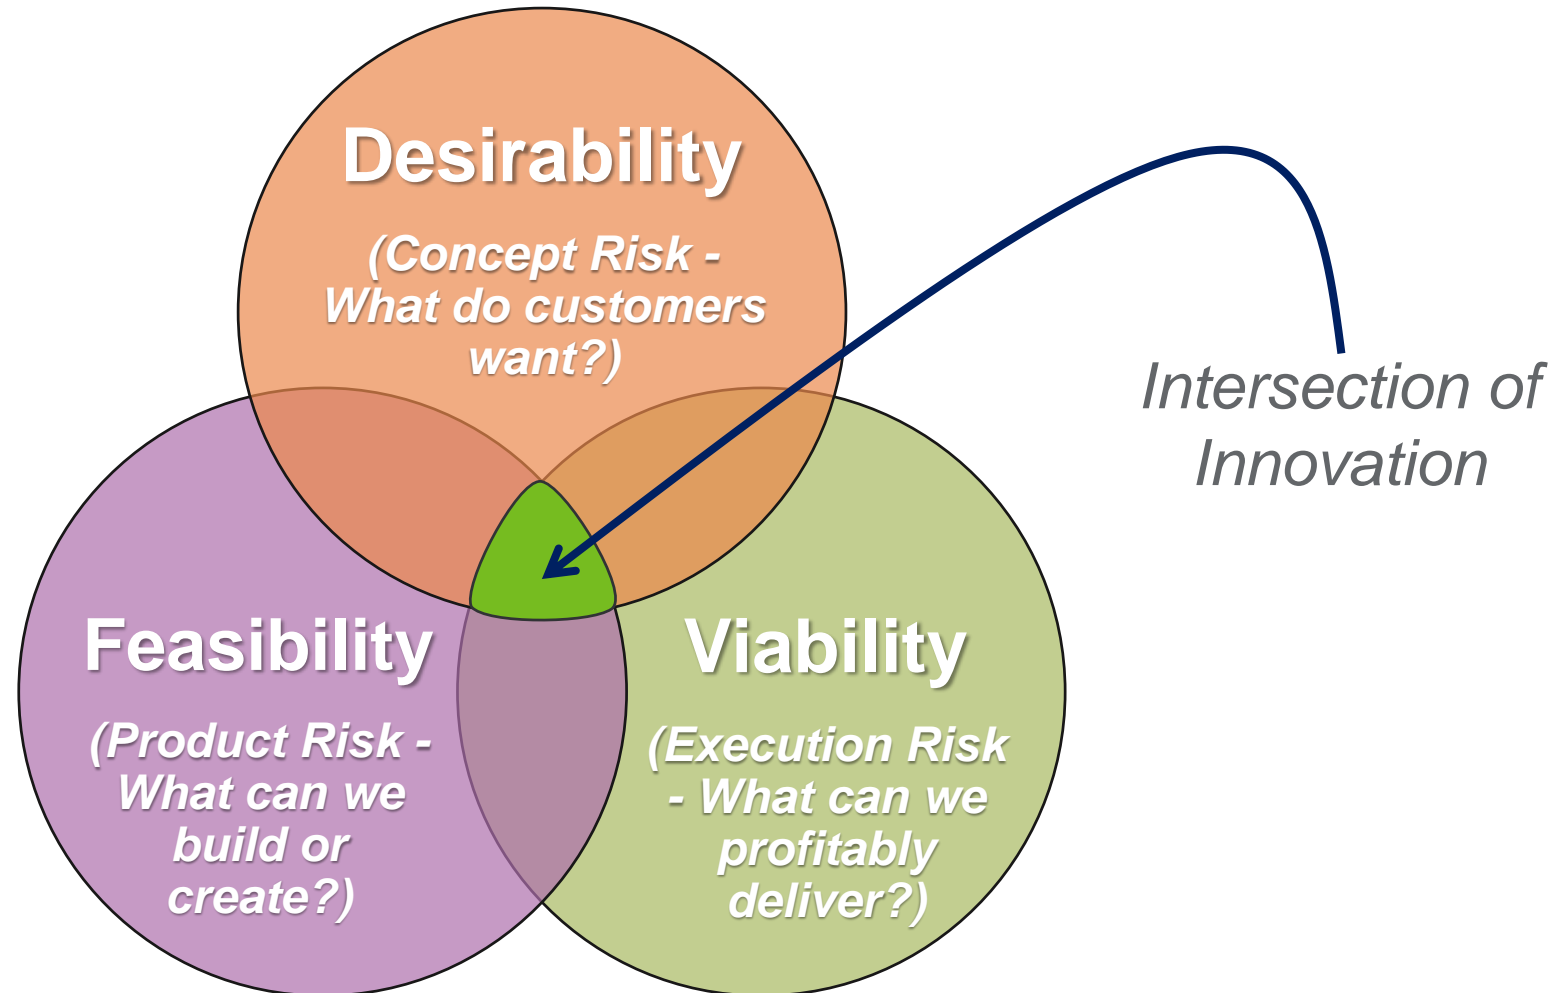 Desirability
(Concept Risk -
What do customers
want?)
Intersection of
Innovation
Feasibility
(Product Risk -
What can we
build or
create?)
Viability
(Execution Risk
- What can we
profitably
deliver?)